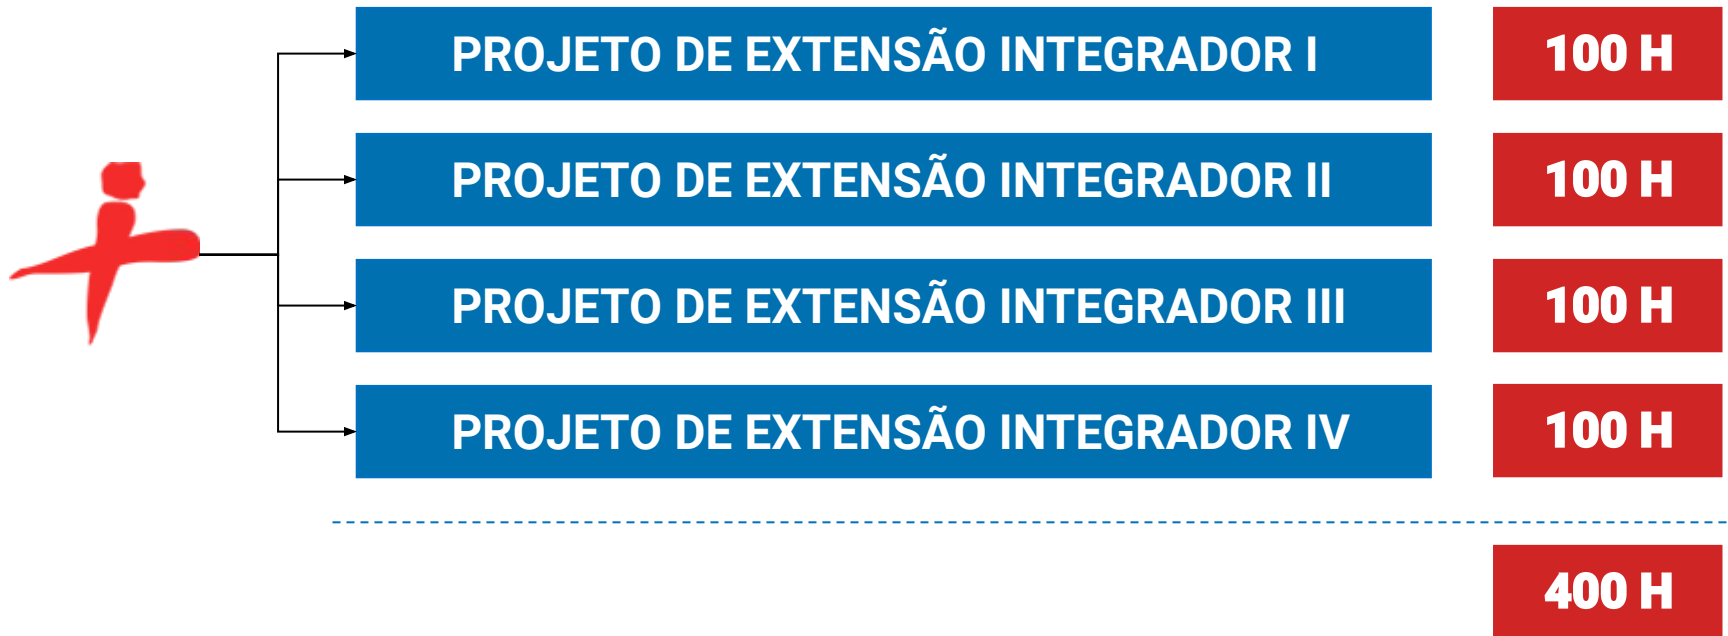 PROJETO DE EXTENSÃO INTEGRADOR I 100 H
PROJETO DE EXTENSÃO INTEGRADOR II 100 H
PROJETO DE EXTENSÃO INTEGRADOR III 100 H
PROJETO DE EXTENSÃO INTEGRADOR IV 100 H
400 H